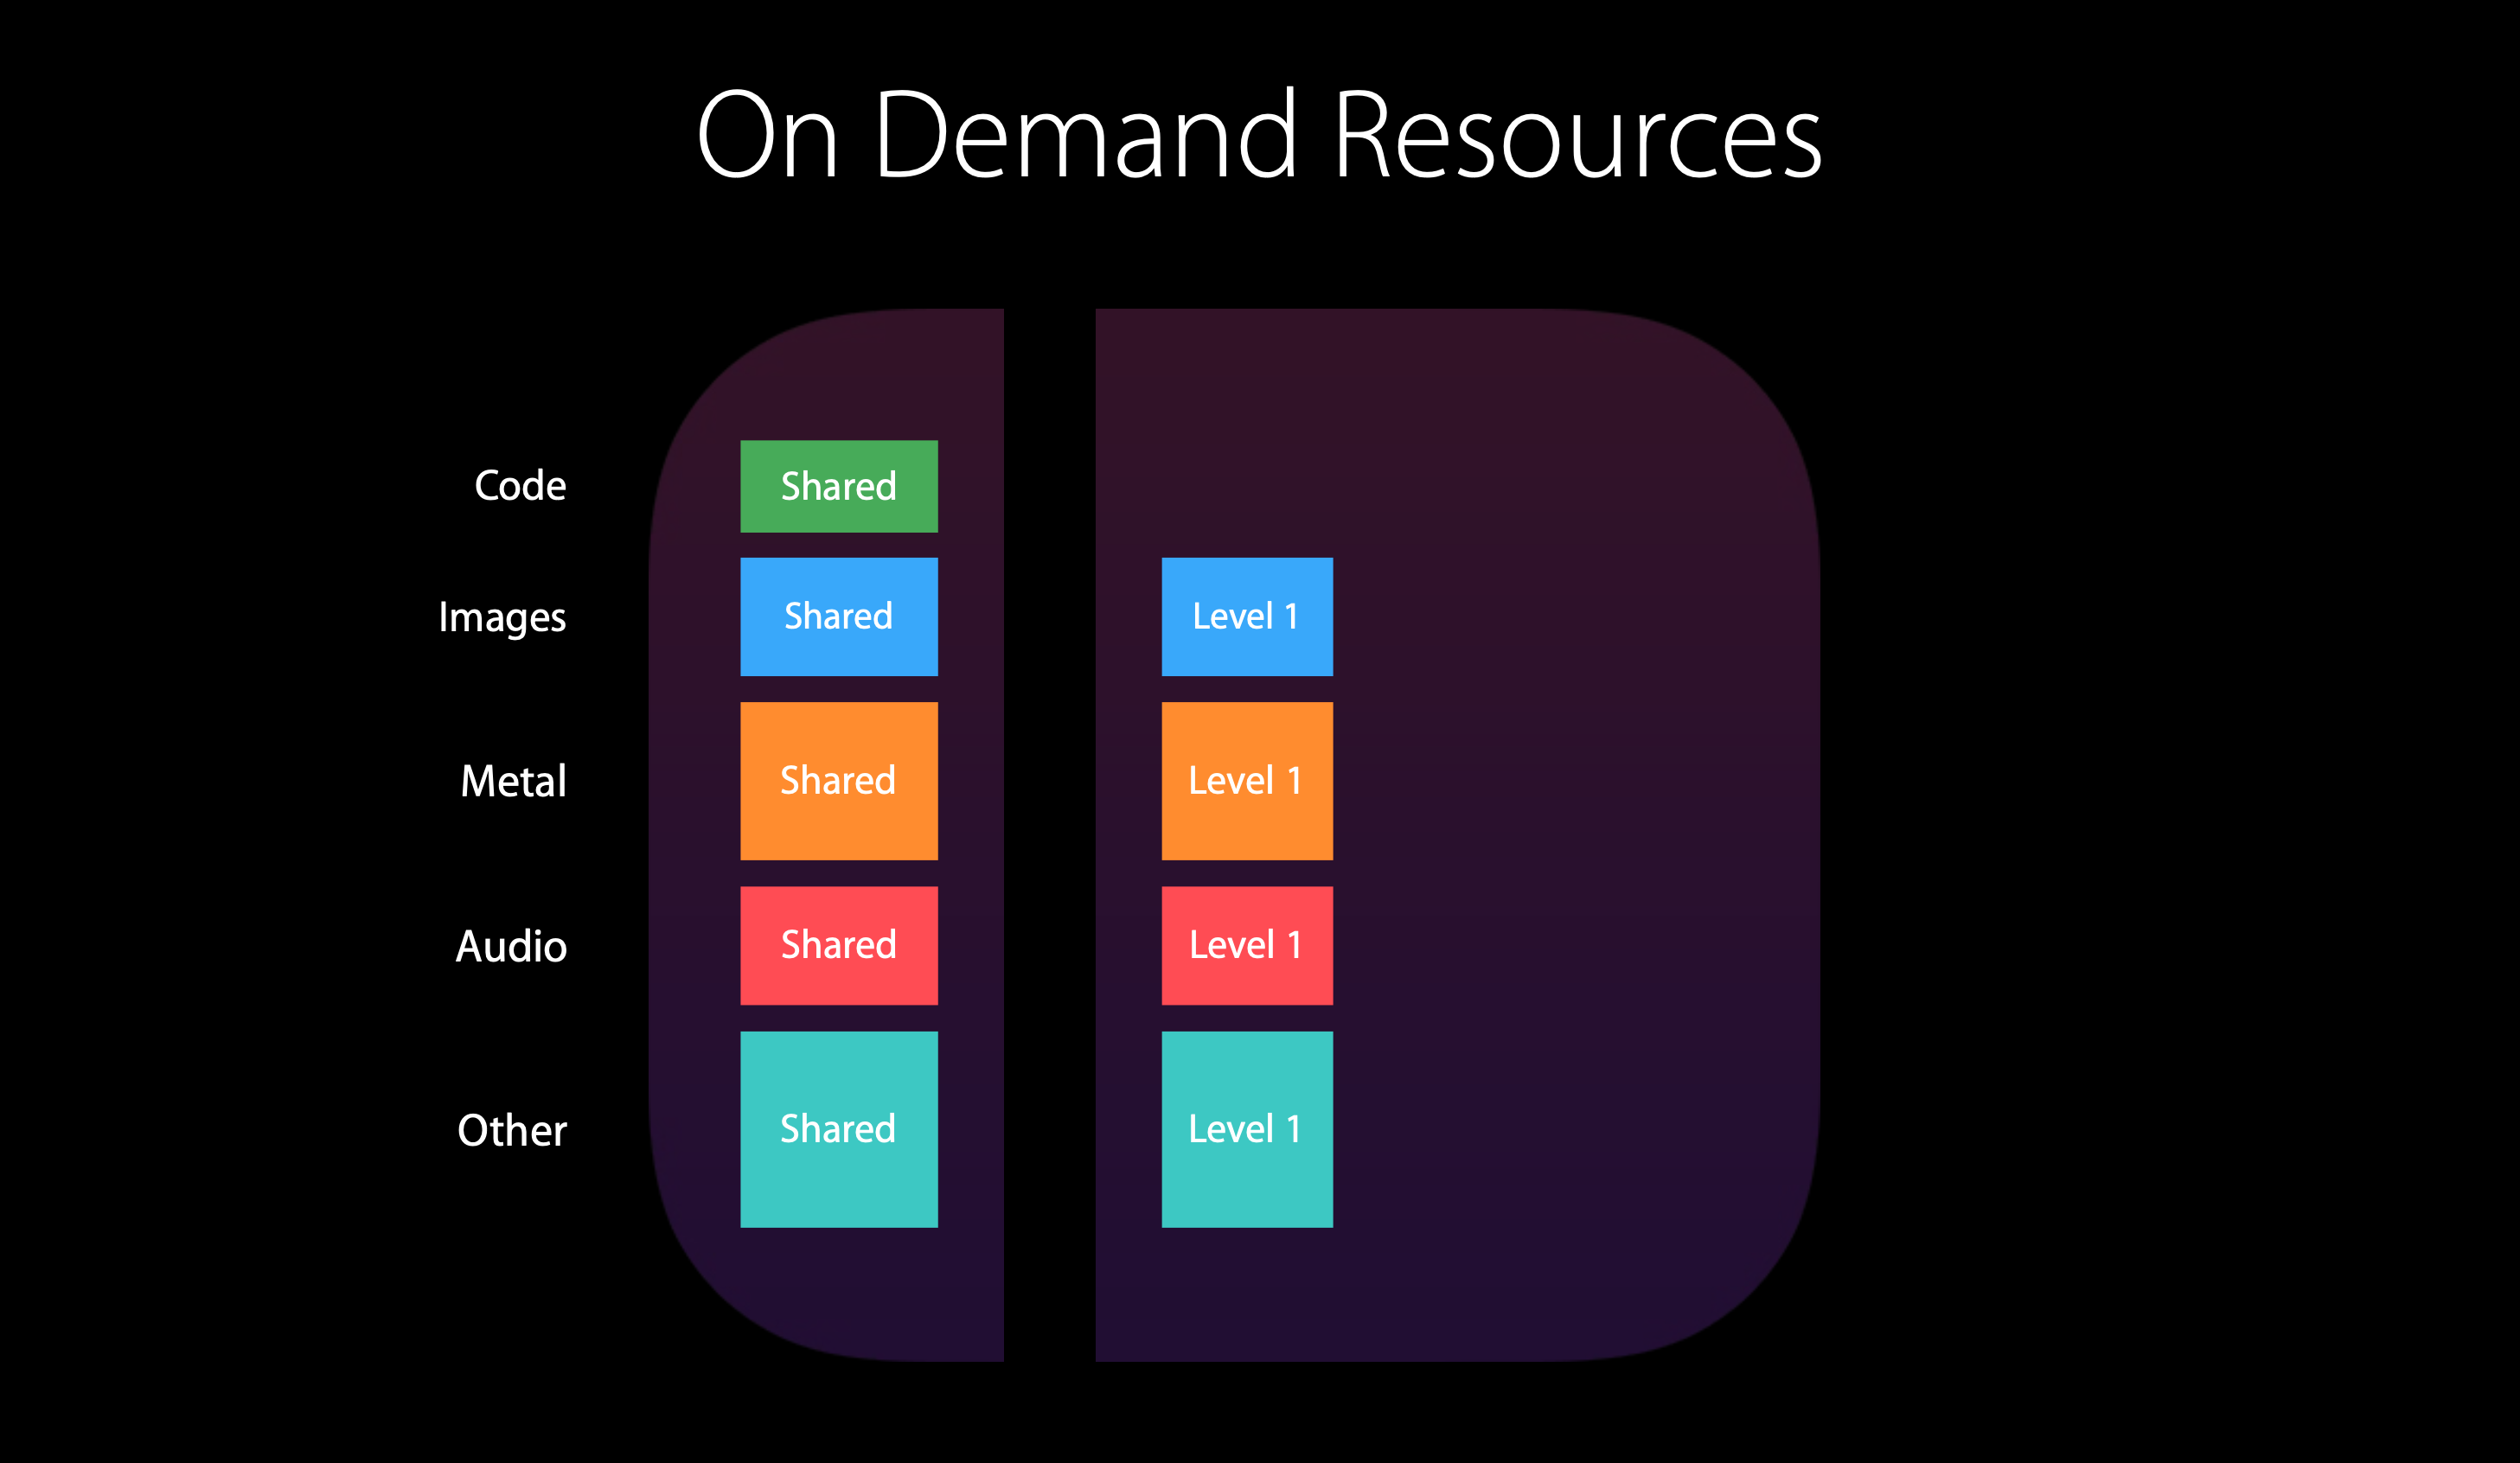 On Demand Resources
Code Shared
Images Shared Level 1
Metal Shared Level 1
Audio Shared Level 1
Other Shared Level 1